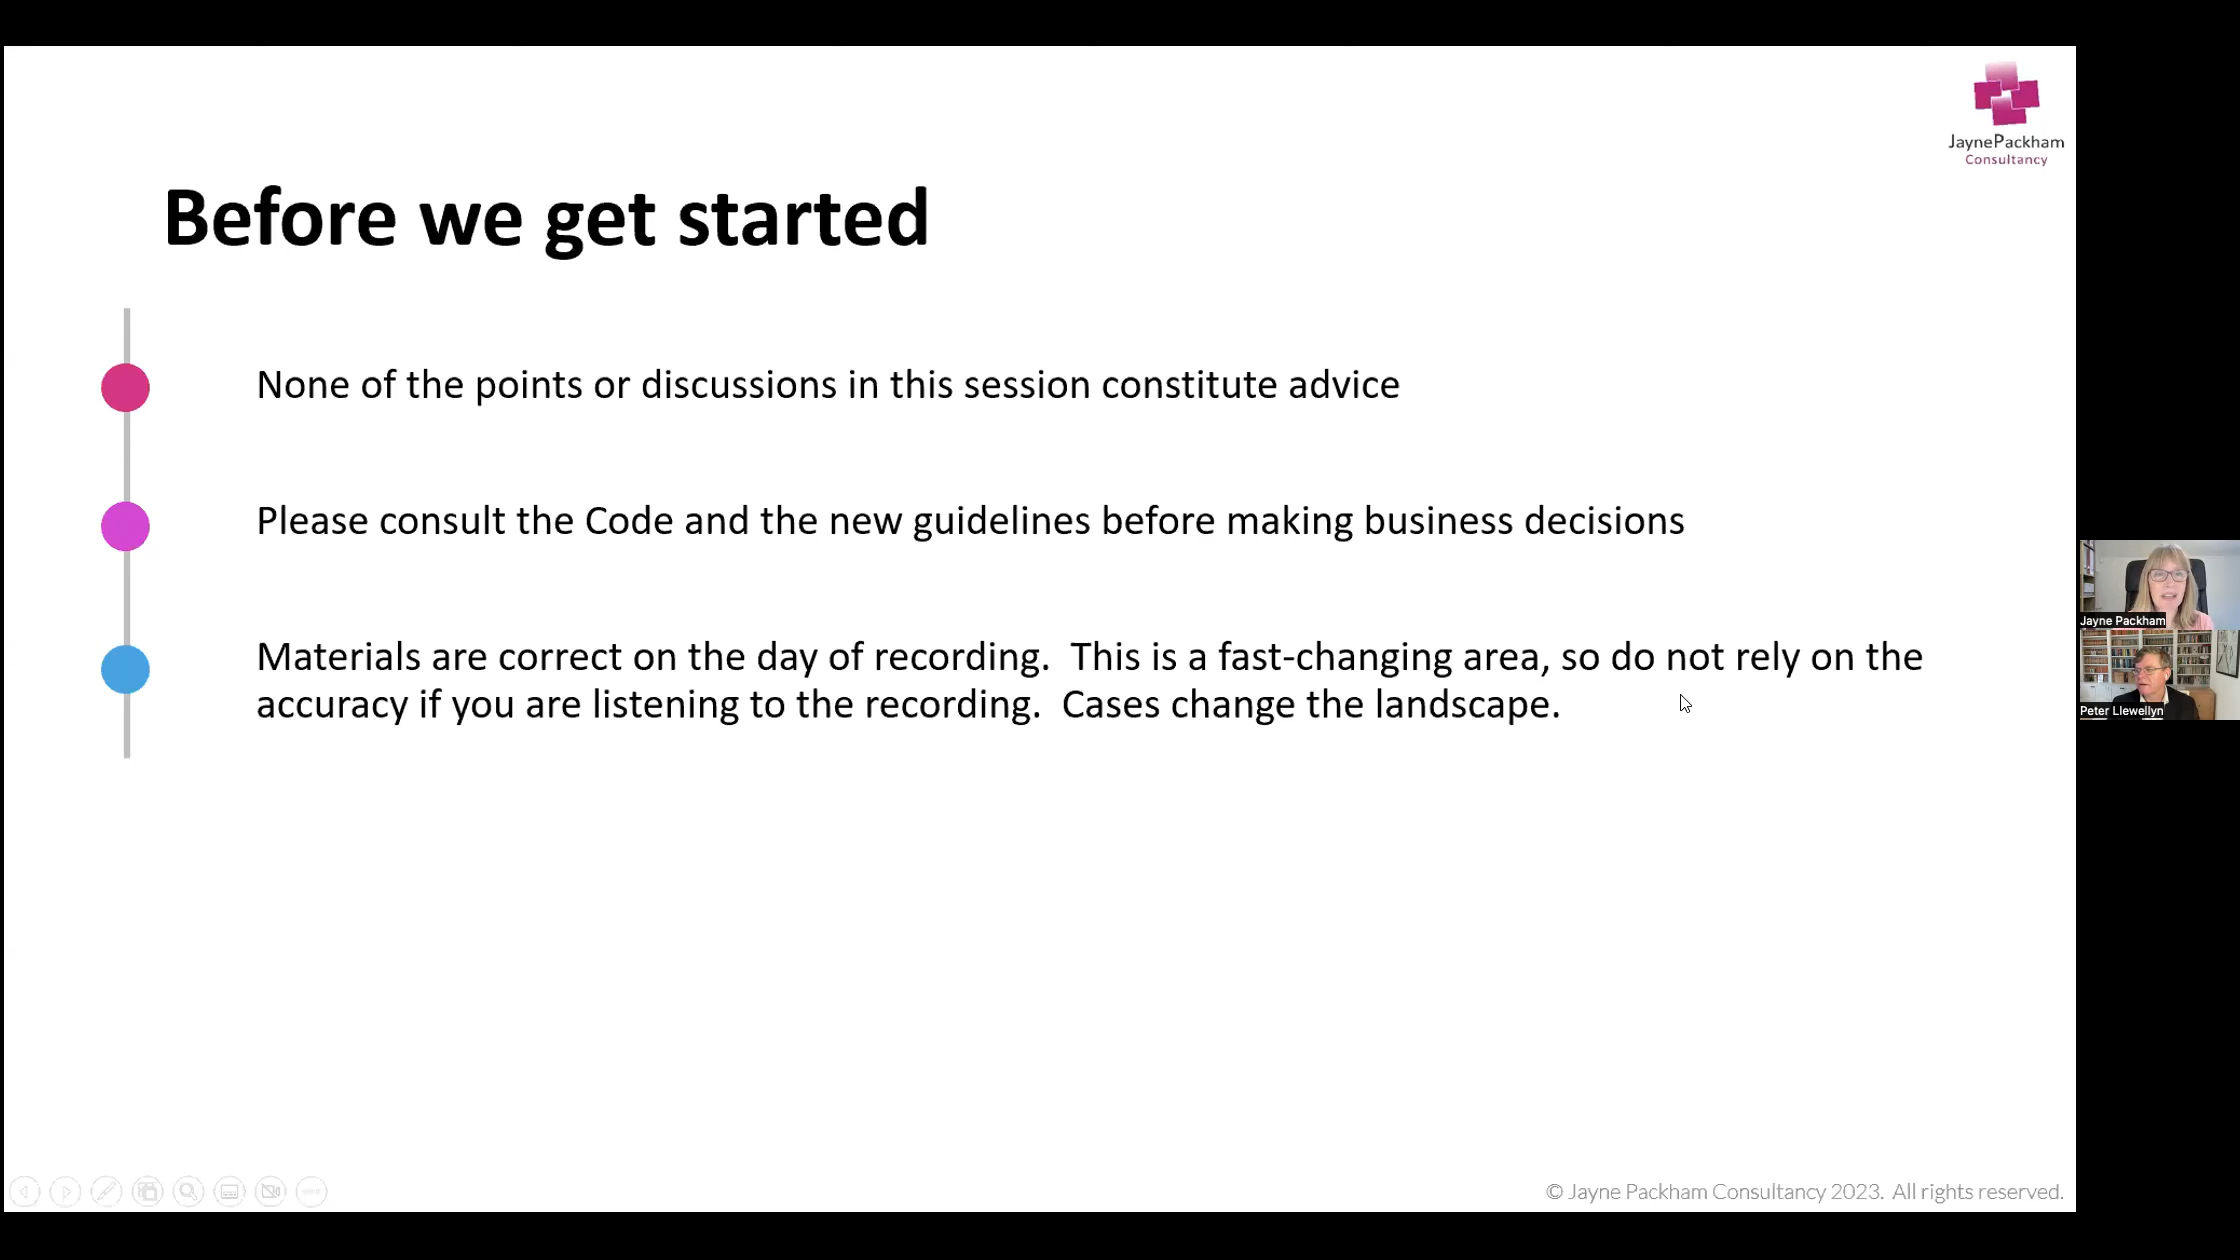 JaynePackham
Consultancy
Before we get started
None of the points or discussions in this session constitute advice
Please consult the Code and the new guidelines before making business decisions
Materials are correct on the day of recording.  This is a fast-changing area, so do not rely on the
accuracy if you are listening to the recording.  Cases change the landscape.
Jayne Packham
Peter Llewellyn
© Jayne Packham Consultancy 2023.  All rights reserved.